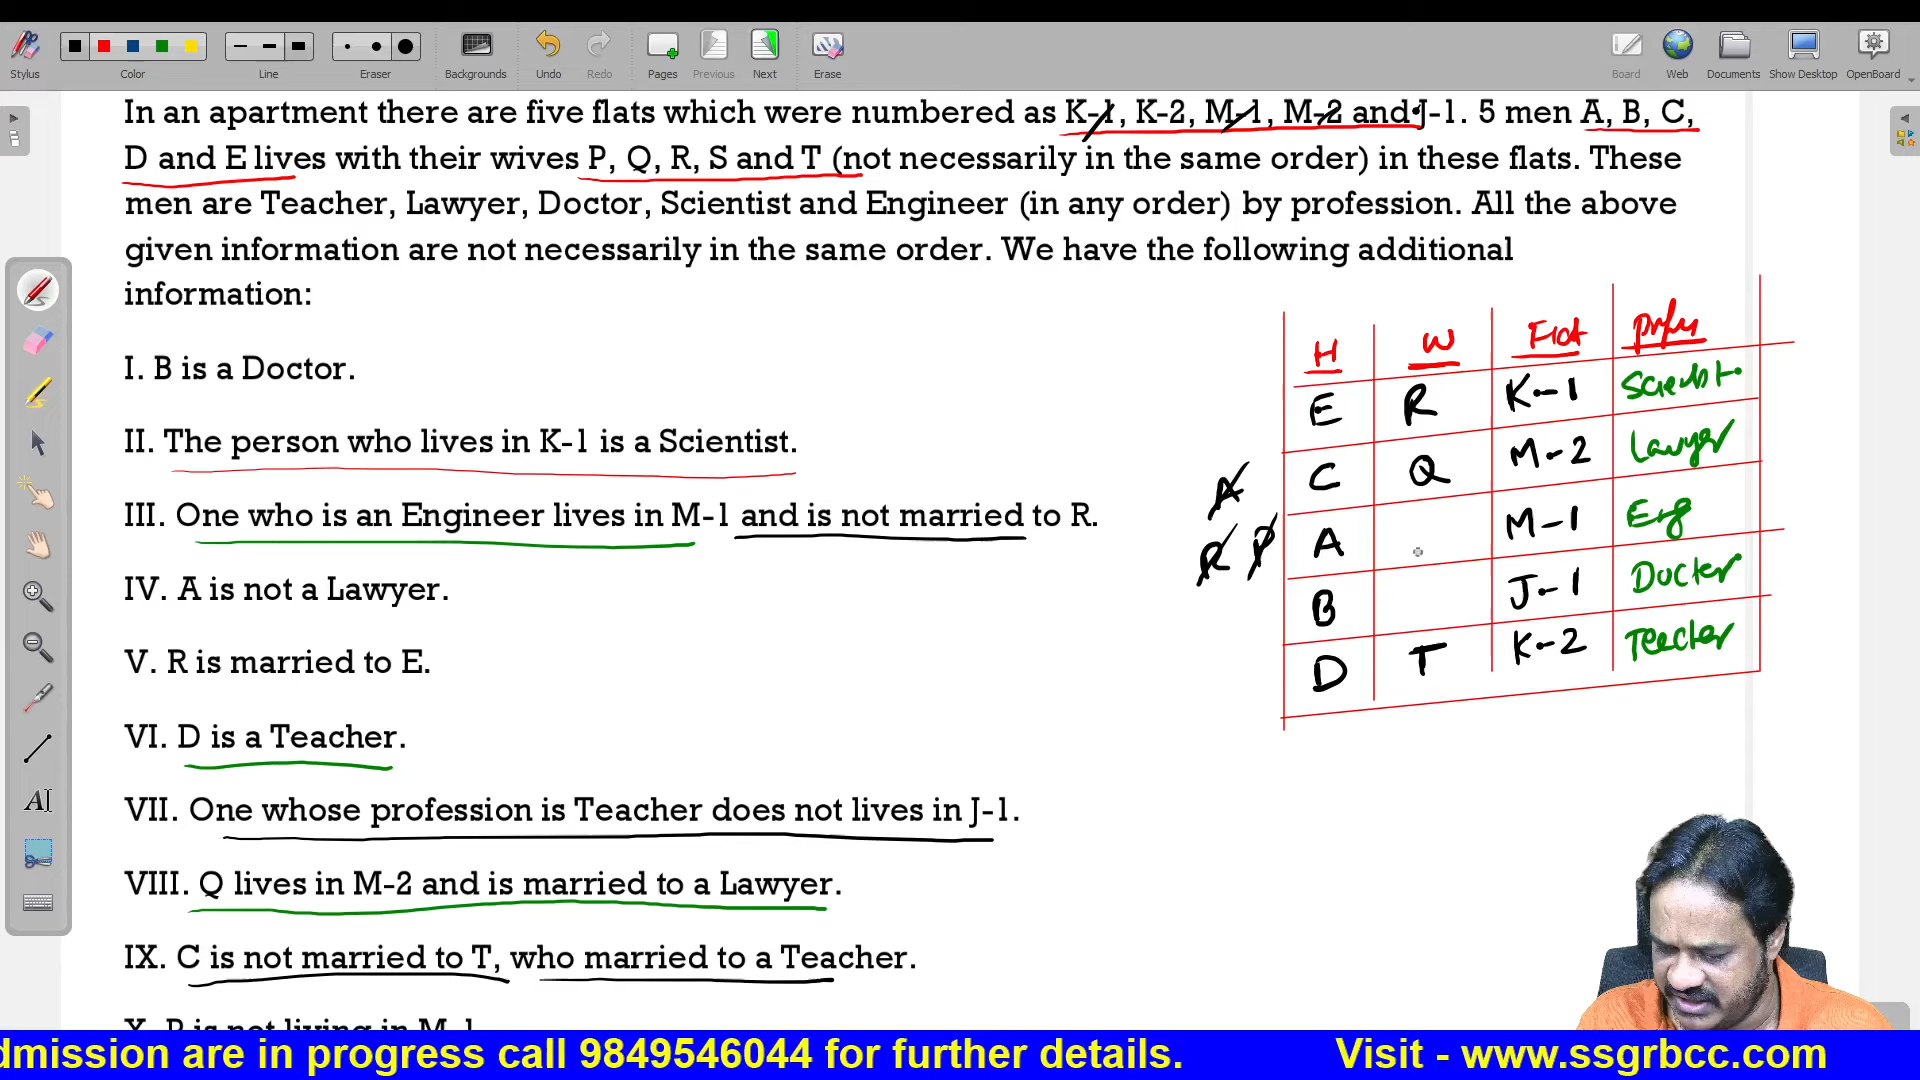 Stylus
Color
Line
Eraser
Backgrounds
Undo
Redo
Pages
Previous
Next
Erase
Board
Web
Documents
Show Desktop
OpenBoard
In an apartment there are five flats which were numbered as K-1, K-2, M-1, M-2 and J-1. 5 men A, B, C,
D and E lives with their wives P, Q, R, S and T (not necessarily in the same order) in these flats. These
men are Teacher, Lawyer, Doctor, Scientist and Engineer (in any order) by profession. All the above
given information are not necessarily in the same order. We have the following additional
information:
I. B is a Doctor.
II. The person who lives in K-1 is a Scientist.
III. One who is an Engineer lives in M-1 and is not married to R.
IV. A is not a Lawyer.
V. R is married to E.
VI. D is a Teacher.
VII. One whose profession is Teacher does not lives in J-1.
VIII. Q lives in M-2 and is married to a Lawyer.
IX. C is not married to T, who married to a Teacher.
X. P is not living in M-1
H W Flat
E R K-1
C Q M-2 Lawyer
A M-1 Eng
B J-1 Docter
D T K-2 Teacher
A
R P
AI
dmission are in progress call 9849546044 for further details. Visit - www.ssgrbcc.com